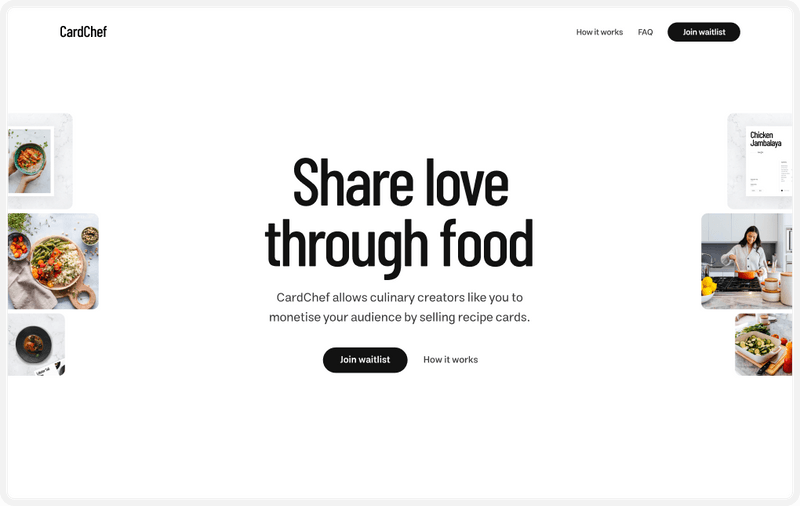 CardChef
How it works
FAQ
Join waitlist
Chicken
Jambalaya
Share love
through food
CardChef allows culinary creators like you to
monetise your audience by selling recipe cards.
Join waitlist
How it works